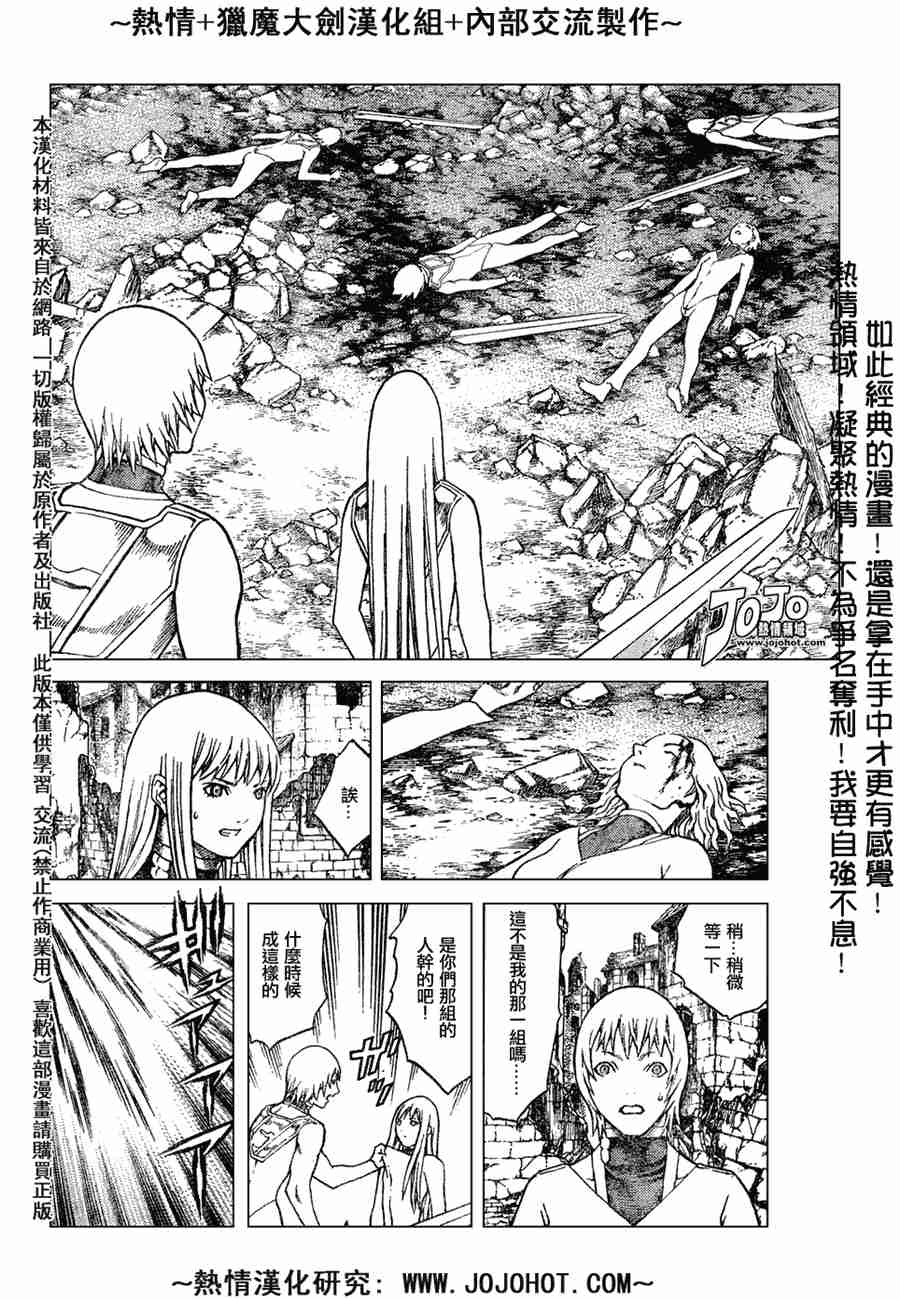 ~熱情+獵魔大劍漢化組+內部交流製作~
本漢化材料皆來自於網路 一切版權歸屬於原作者及出版社 此版本僅供學習 交流(禁止作商業用) 喜歡這部漫畫請購買正版
如此經典的漫畫！還是拿在手中才更有感覺！
熱情領域！凝聚熱情！不為爭名奪利！我要自強不息！
JOJO
熱情領域
www.jojohot.com
誒…
稍…稍微
等一下
這不是我的那一組嗎……
是你們那組的
人幹的吧！
什麼時候
成這樣的
ガッ
~熱情漢化研究: WWW.JOJOHOT.COM~